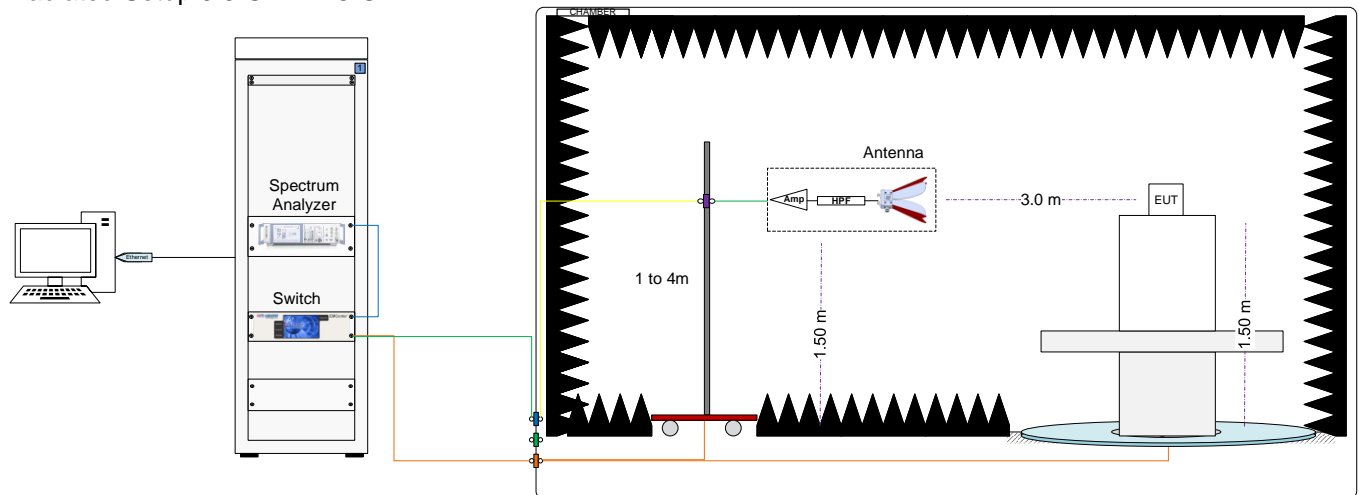 CHAMBER
1
Antenna
Spectrum
Analyzer
Amp
HPF
3.0 m
EUT
Ethernet
1 to 4m
Switch
1.50 m
1.50 m